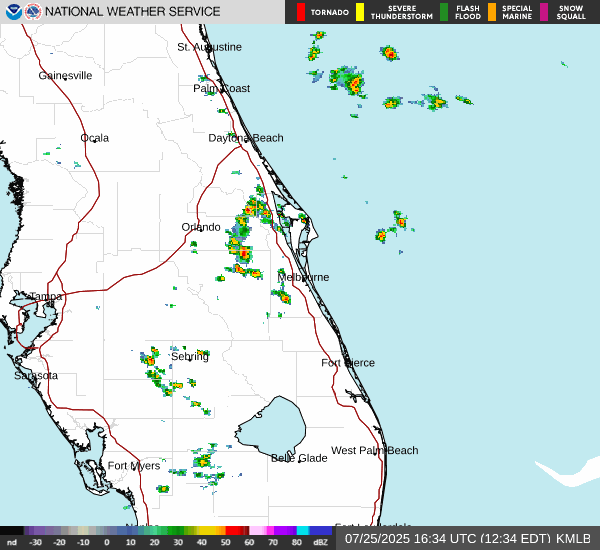 NATIONAL WEATHER SERVICE
TORNADO
SEVERE THUNDERSTORM
FLASH FLOOD
SPECIAL MARINE
SNOW SQUALL
St. Augustine
Gainesville
Palm Coast
Ocala
Daytona Beach
Orlando
Melbourne
Tampa
Sebring
Fort Pierce
Sarasota
West Palm Beach
Belle Glade
Fort Myers
nd -30 -20 -10 0 10 20 30 40 50 60 70 80 dBZ
07/25/2025 16:34 UTC (12:34 EDT) KMLB